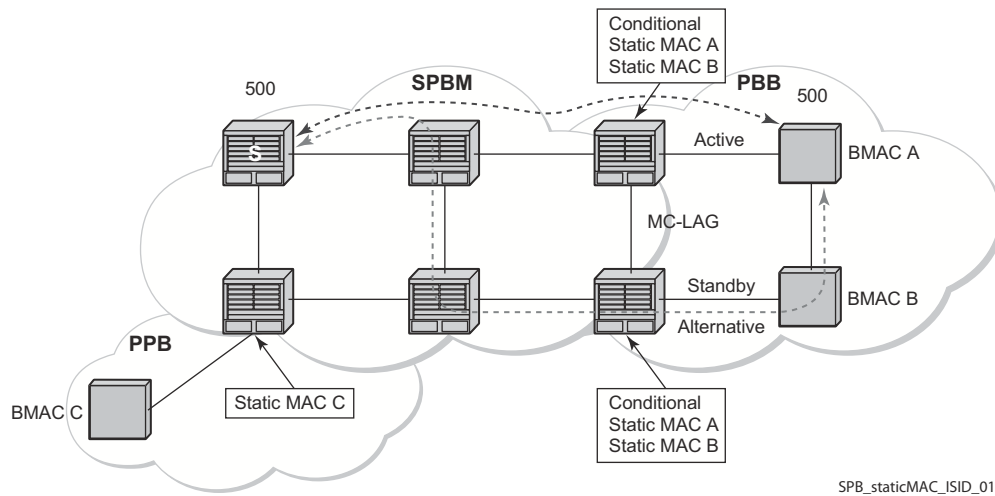 Conditional
Static MAC A
Static MAC B
500
SPBM
PBB
500
S
Active
BMAC A
MC-LAG
Standby
BMAC B
Alternative
PPB
BMAC C
Static MAC C
Conditional
Static MAC A
Static MAC B
SPB_staticMAC_ISID_01